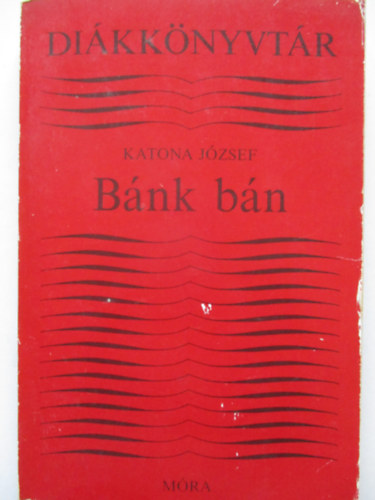 DIÁKKÖNYVTÁR
KATONA JÓZSEF
Bánk bán
MÓRA